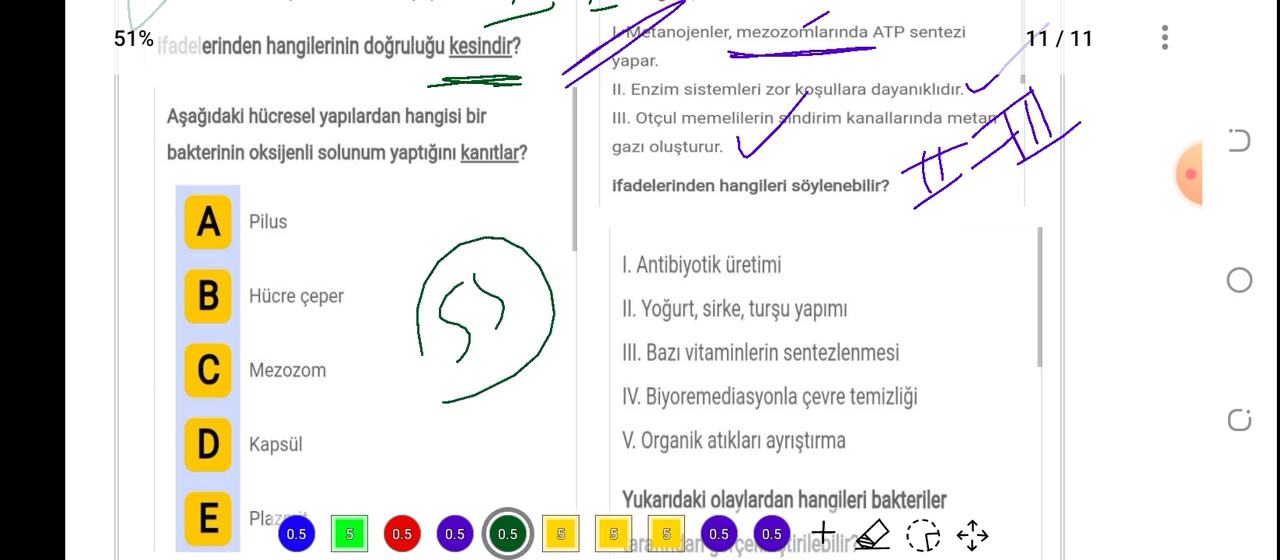 51%
ifadelerinden hangilerinin doğruluğu kesindir?
Aşağıdaki hücresel yapılardan hangisi bir
bakterinin oksijenli solunum yaptığını kanıtlar?
A Pilus
B Hücre çeper
C Mezozom
D Kapsül
E
11 / 11
I. Metanojenler, mezozomlarında ATP sentezi
yapar.
II. Enzim sistemleri zor koşullara dayanıklıdır.
III. Otçul memelilerin sindirim kanallarında metan
gazı oluşturur.
II - III
ifadelerinden hangileri söylenebilir?
I. Antibiyotik üretimi
II. Yoğurt, sirke, turşu yapımı
III. Bazı vitaminlerin sentezlenmesi
IV. Biyoremediasyonla çevre temizliği
V. Organik atıkları ayrıştırma
Yukarıdaki olaylardan hangileri bakteriler
0.5 5 0.5 0.5 0.5 5 5 5 0.5 0.5